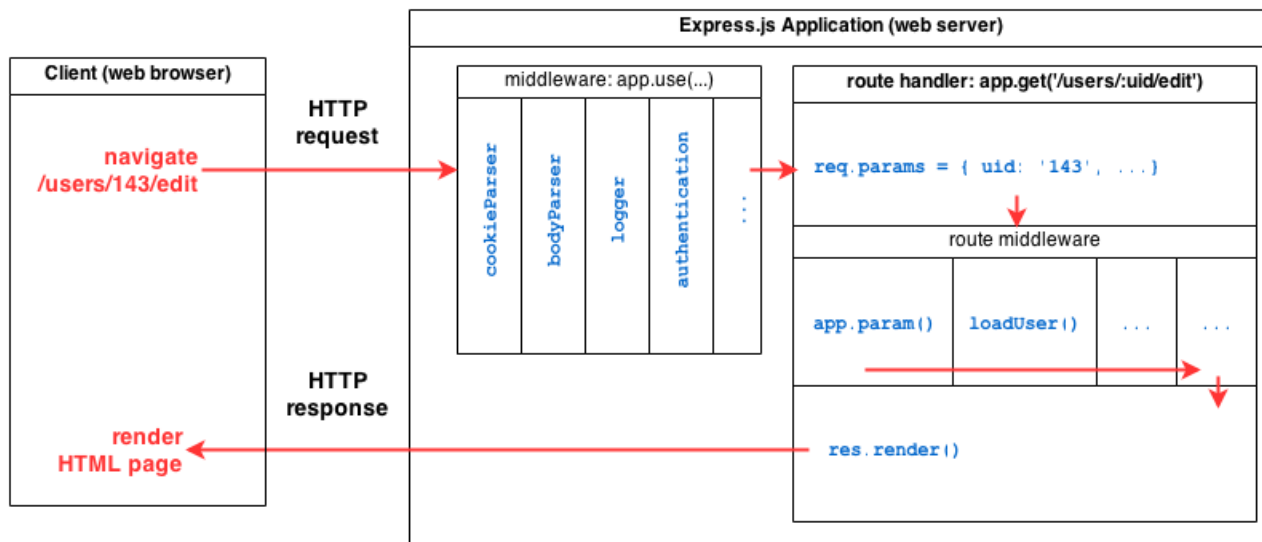 Express.js Application (web server)
Client (web browser)
middleware: app.use(...)
route handler: app.get('/users/:uid/edit')
HTTP
request
navigate
/users/143/edit
cookieParser
bodyParser
logger
authentication
...
req.params = { uid: '143', ...}
route middleware
app.param()
loadUser()
...
...
HTTP
response
render
HTML page
res.render()